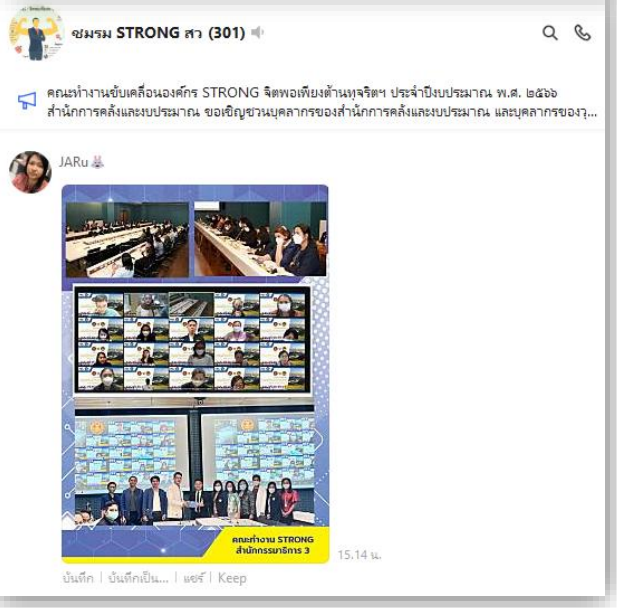 ชมรม STRONG สว (301)
คณะทำงานขับเคลื่อนองค์กร STRONG จิตพอเพียงต้านทุจริตฯ ประจำปีงบประมาณ พ.ศ. ๒๕๖๖
สำนักการคลังและงบประมาณ ขอเชิญชวนบุคลากรของสำนักการคลังและงบประมาณ และบุคลากรของวุ...
JARu
คณะทำงาน STRONG
สำนักกรรมาธิการ 3
15.14 น.
บันทึก | บันทึกเป็น... | แชร์ | Keep